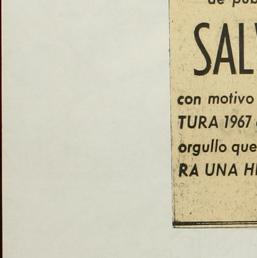 de pub
SAL
con motivo
TURA 1967
orgullo que
RA UNA H